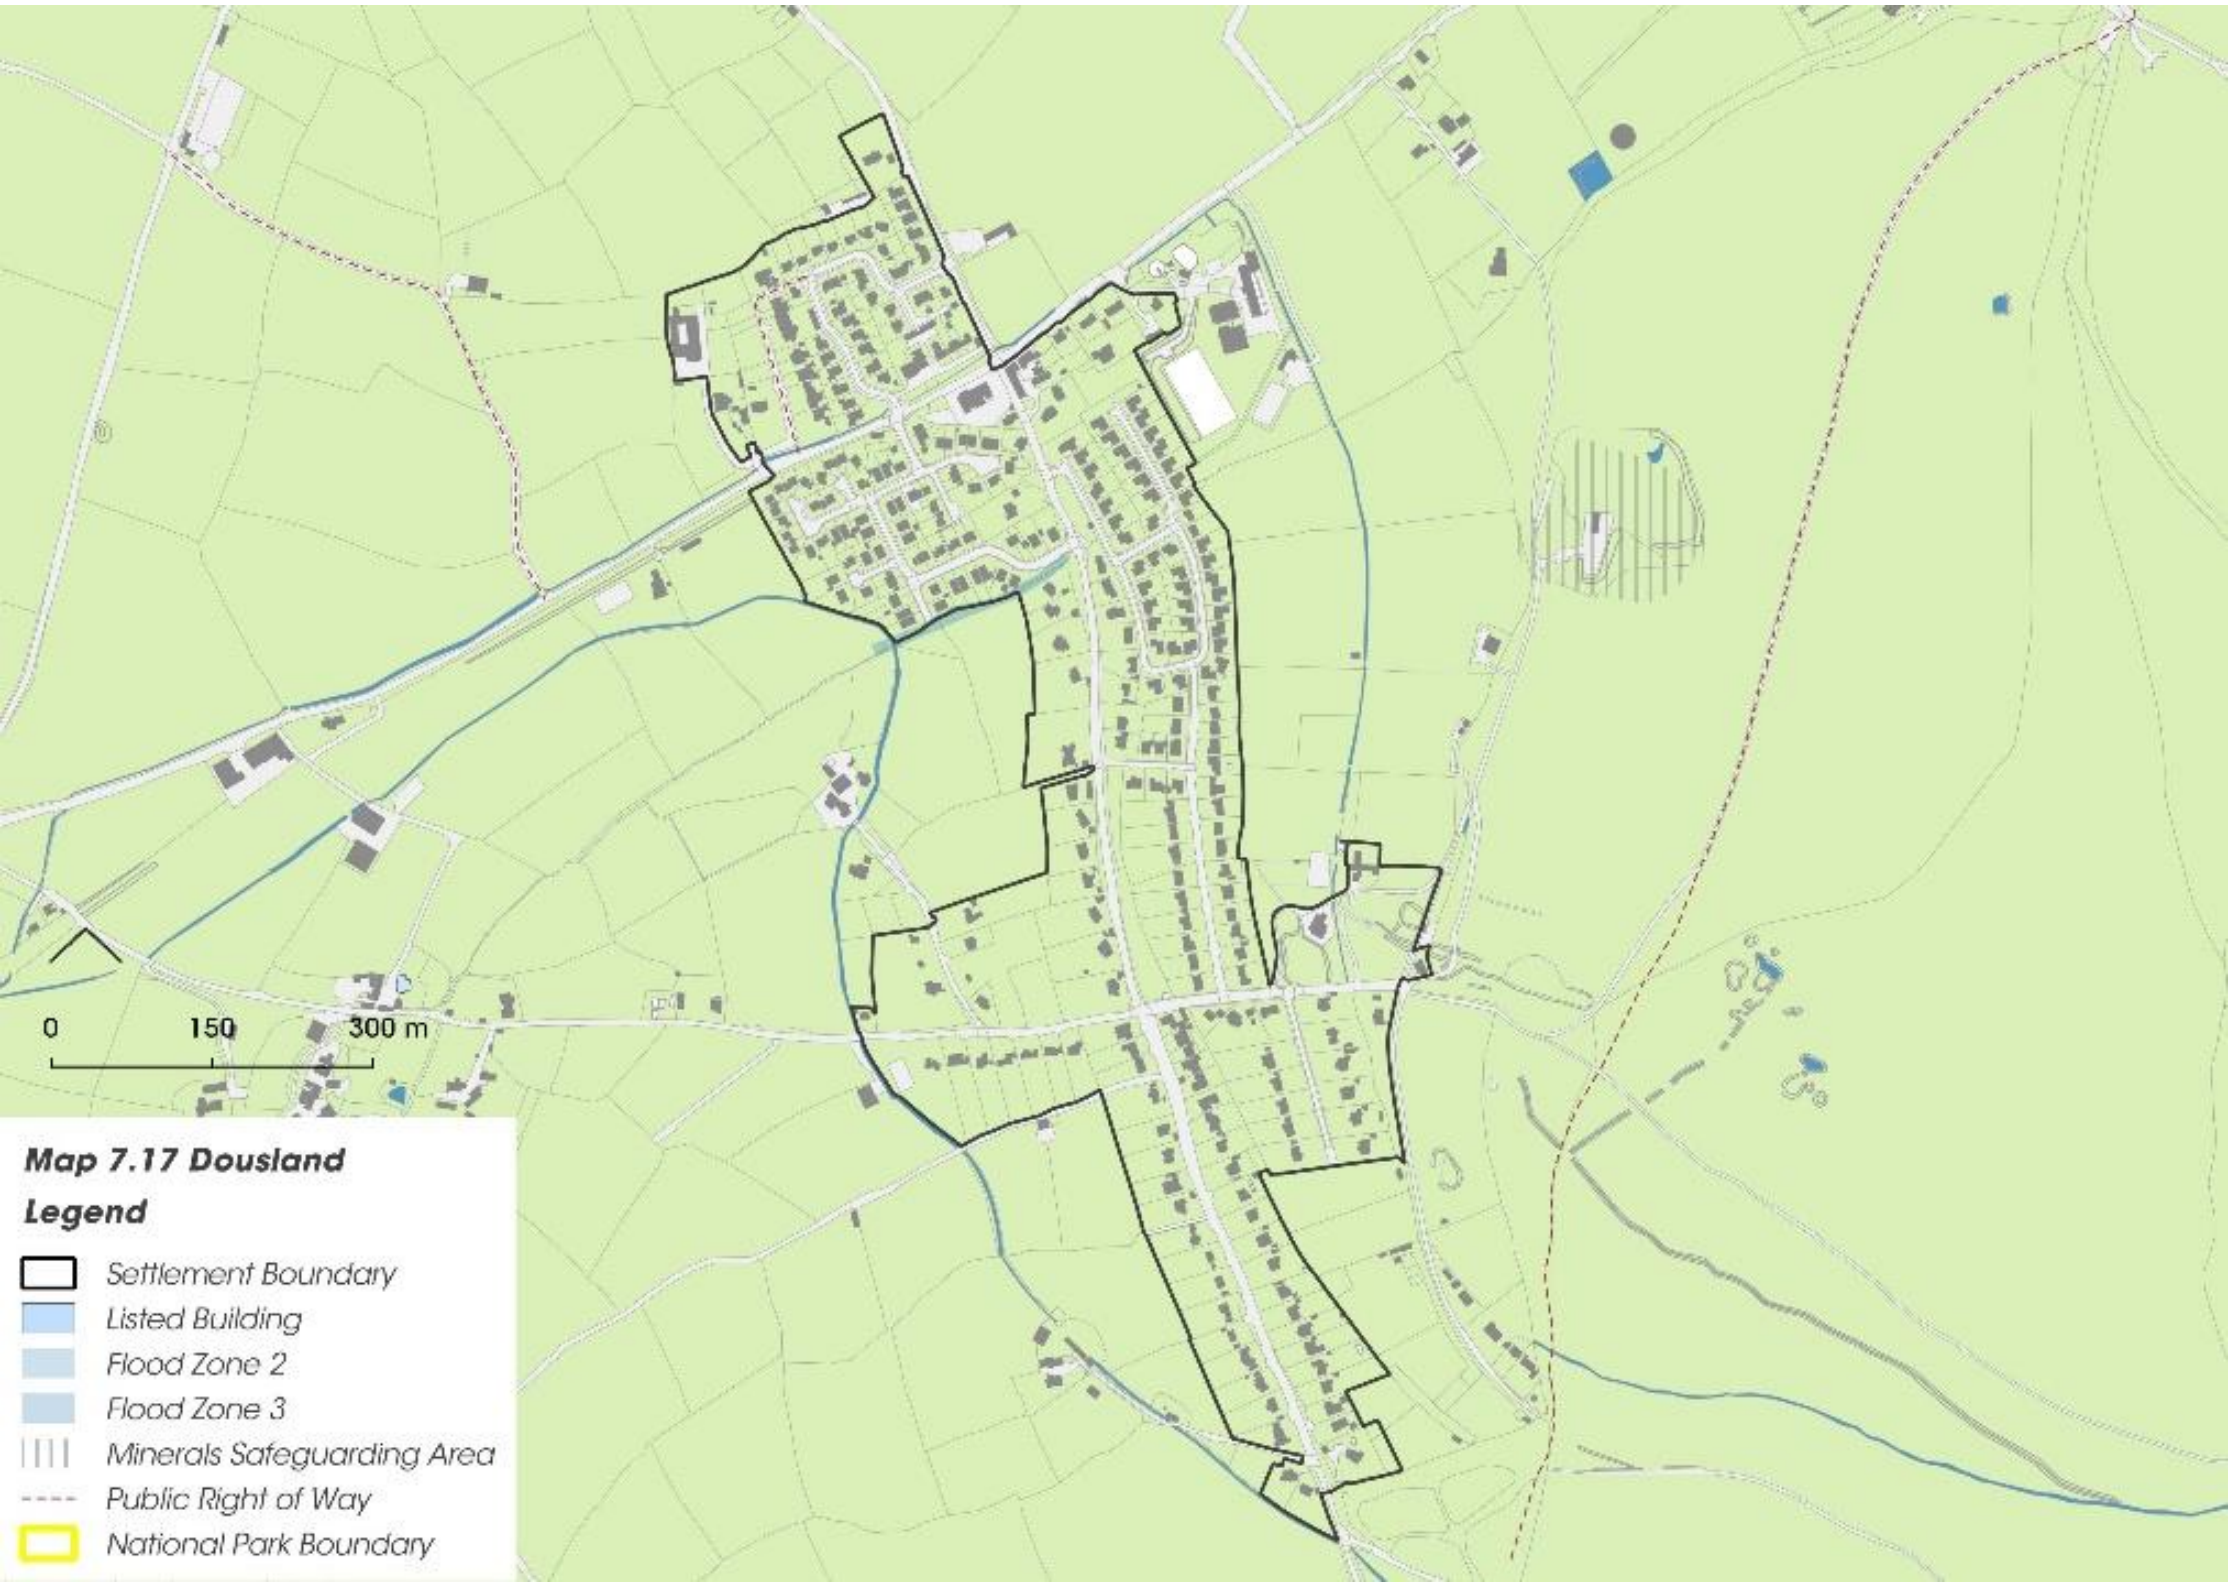 0 150 300 m
Map 7.17 Dousland
Legend
Settlement Boundary
Listed Building
Flood Zone 2
Flood Zone 3
Minerals Safeguarding Area
Public Right of Way
National Park Boundary